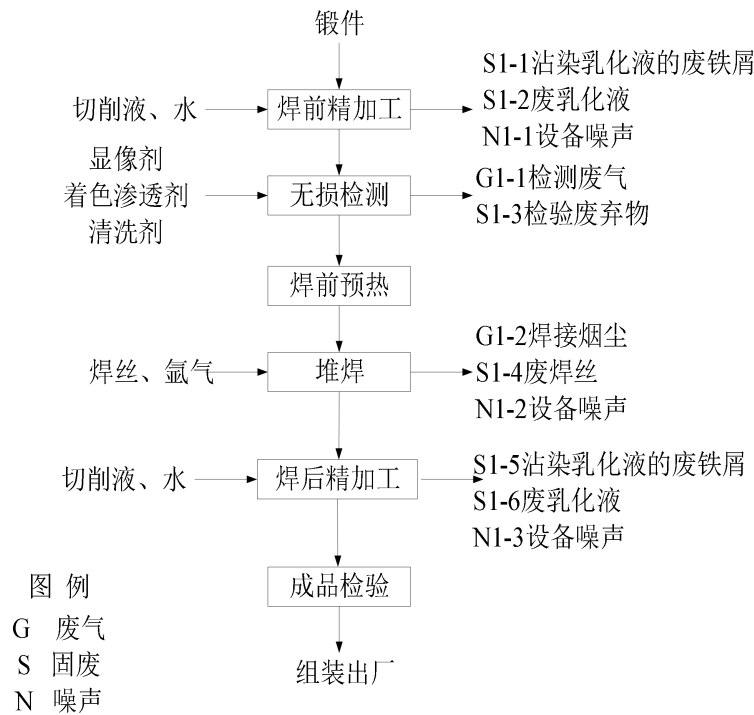 锻件
切削液、水
焊前精加工
S1-1沾染乳化液的废铁屑
S1-2废乳化液
N1-1设备噪声
显像剂
着色渗透剂
清洗剂
无损检测
G1-1检测废气
S1-3检验废弃物
焊前预热
焊丝、氩气
堆焊
G1-2焊接烟尘
S1-4废焊丝
N1-2设备噪声
切削液、水
焊后精加工
S1-5沾染乳化液的废铁屑
S1-6废乳化液
N1-3设备噪声
成品检验
组装出厂
图 例
G 废气
S 固废
N 噪声